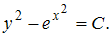 y² − e^{x²} = C.